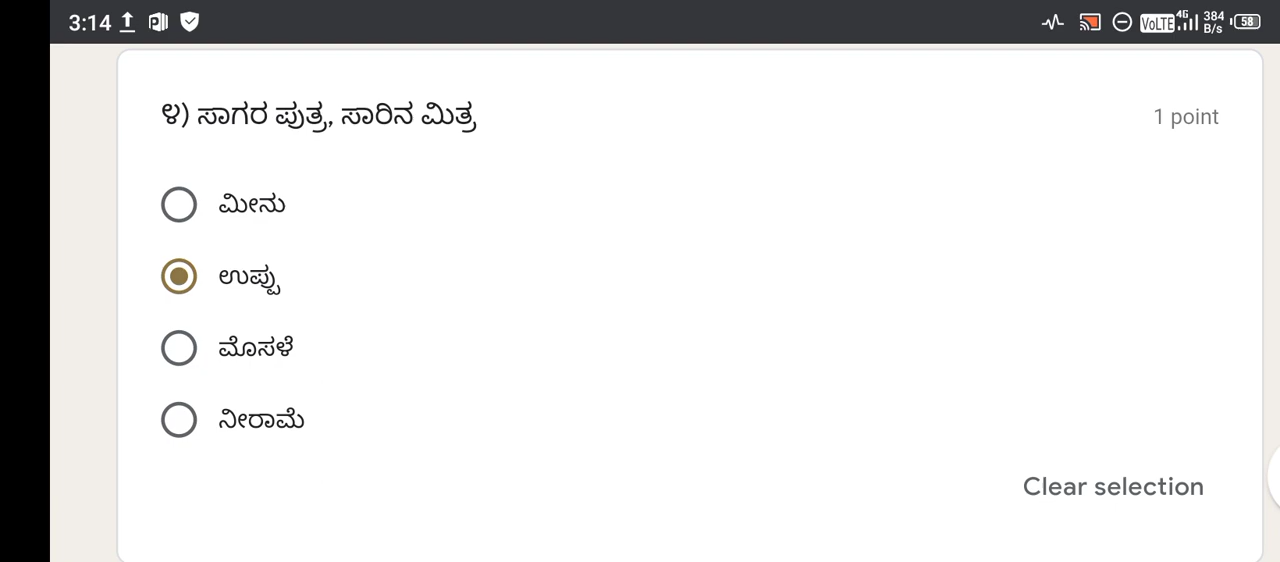 3:14 VoLTE 4G 384 B/s 58
೪) ಸಾಗರ ಪುತ್ರ, ಸಾರಿನ ಮಿತ್ರ 1 point
ಮೀನು
ಉಪ್ಪು
ಮೊಸಳೆ
ನೀರಾಮೆ
Clear selection